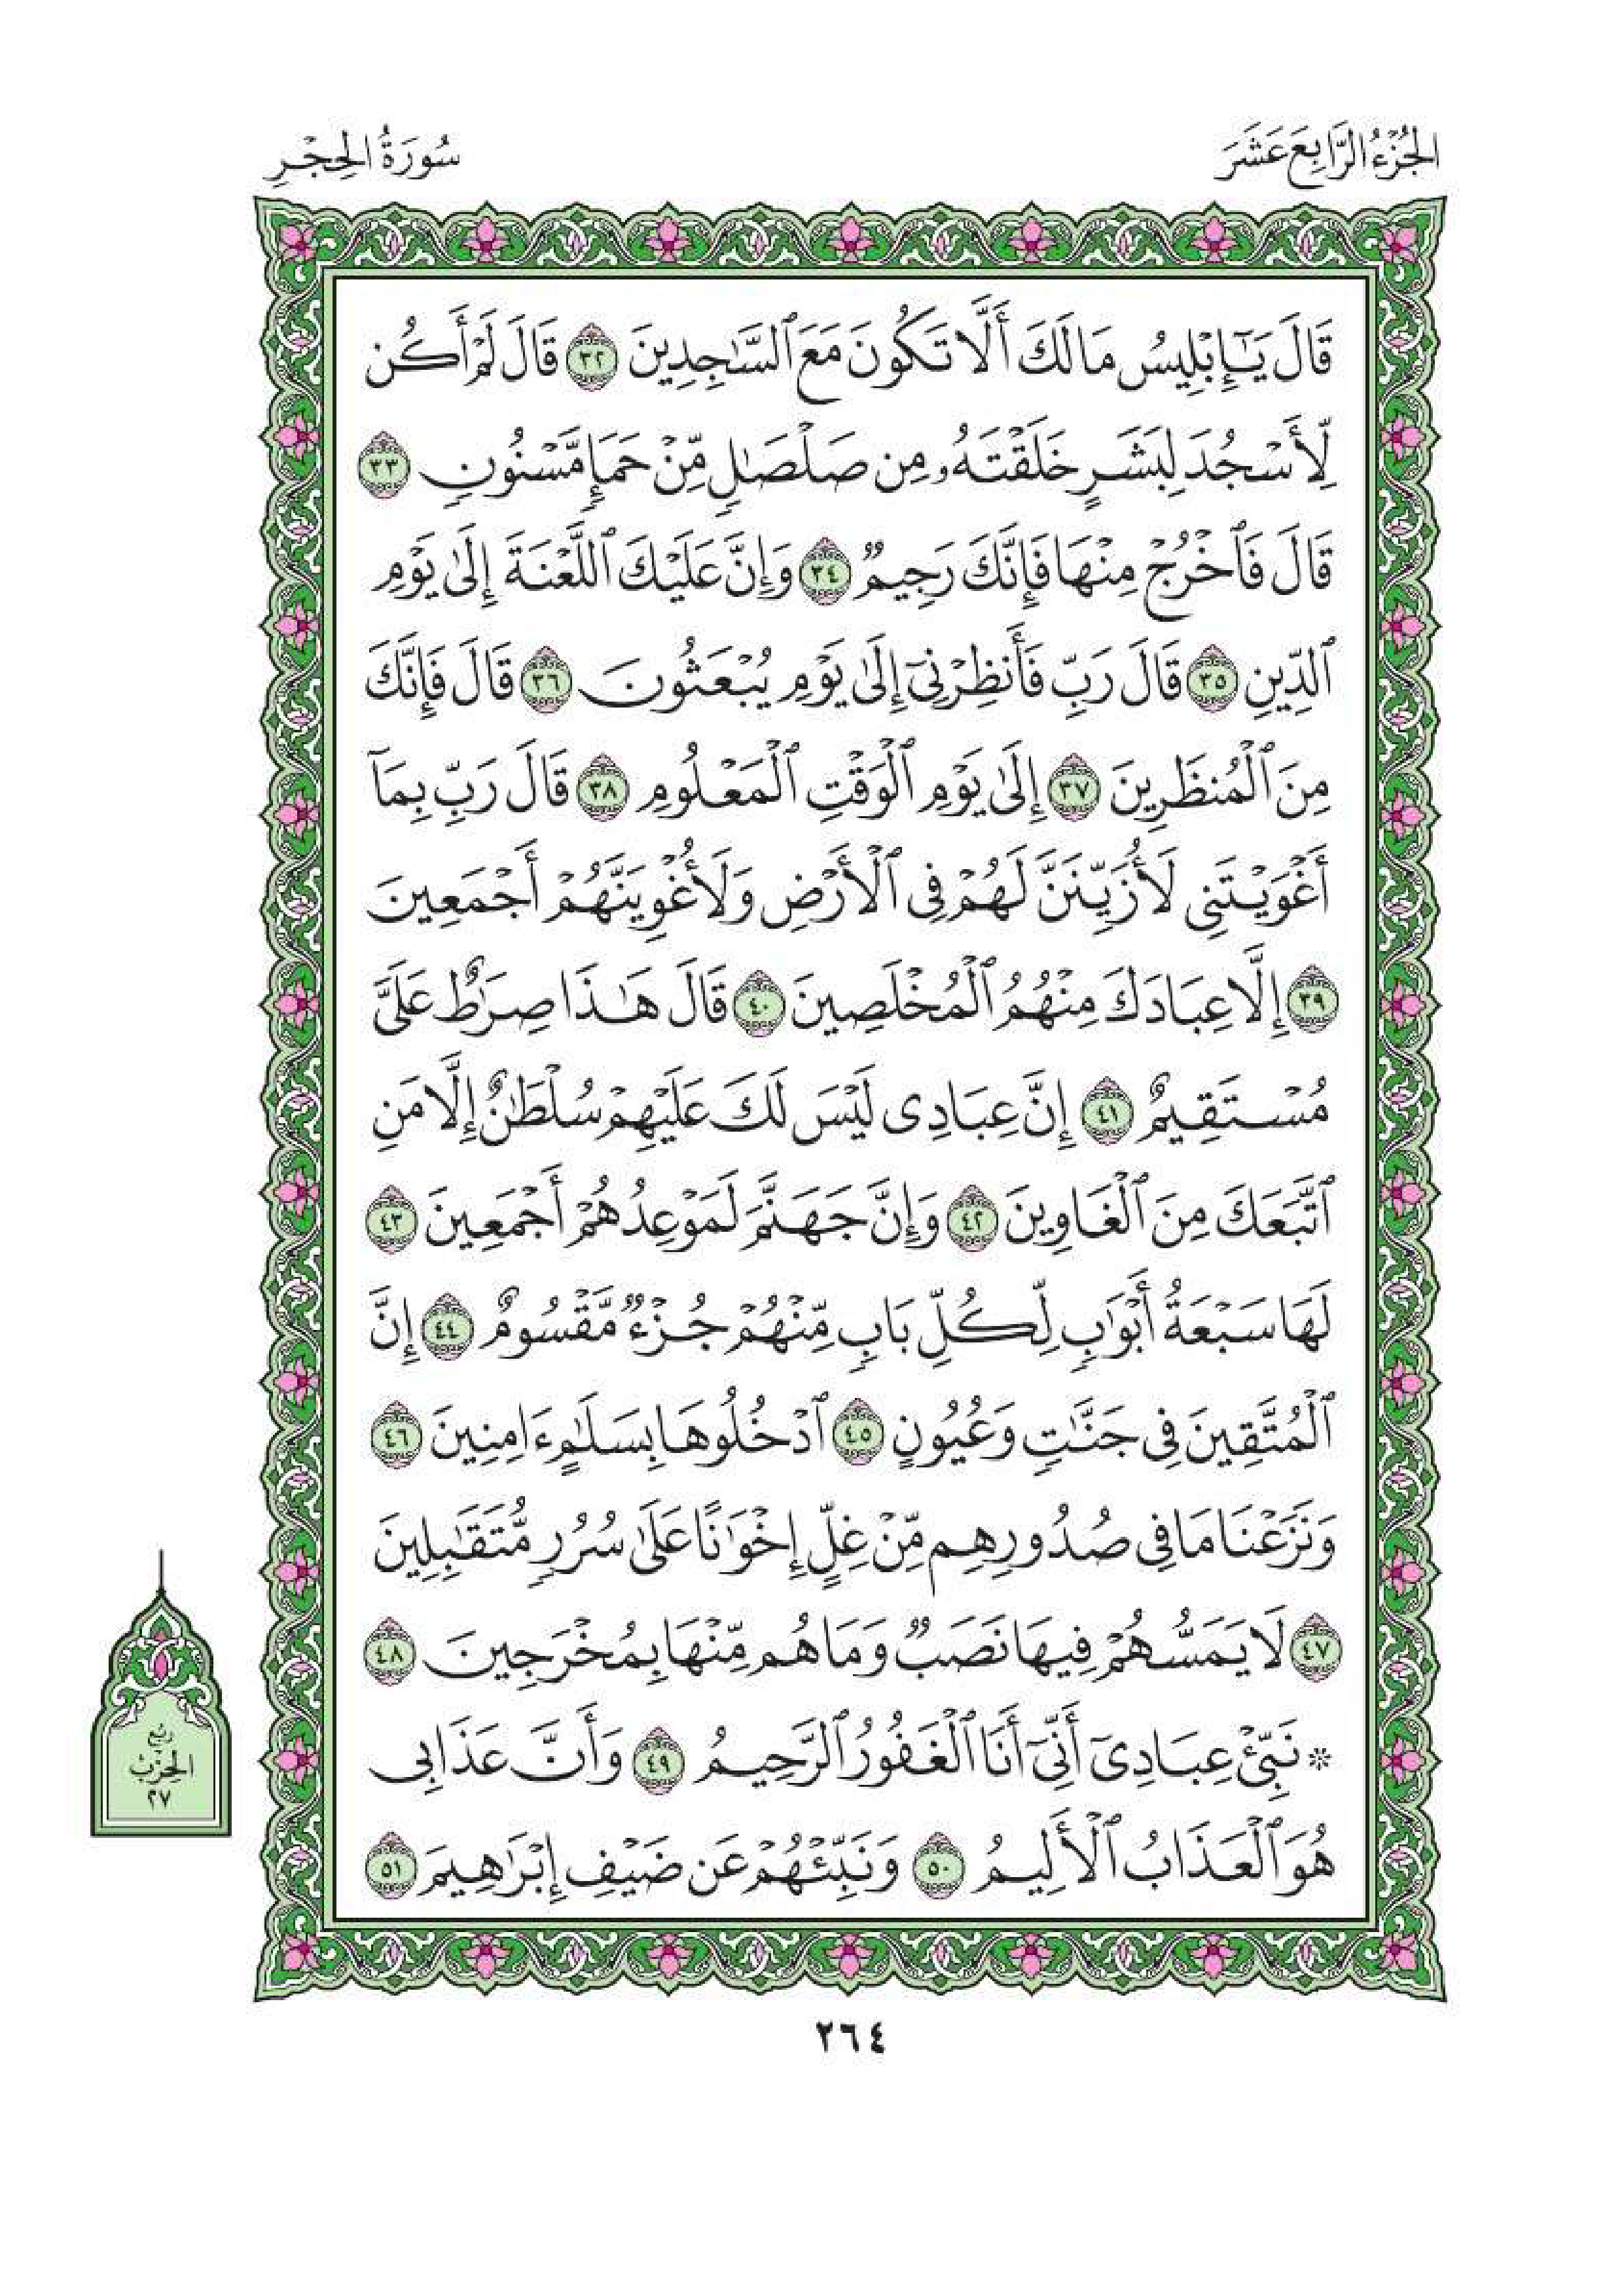 الجُزْءُ الرَّابِعَ عَشَرَ
سُورَةُ الحِجْرِ
قَالَ يَٰٓإِبْلِيسُ مَا لَكَ أَلَّا تَكُونَ مَعَ ٱلسَّٰجِدِينَ ٣٢ قَالَ لَمْ أَكُن
لِّأَسْجُدَ لِبَشَرٍ خَلَقْتَهُۥ مِن صَلْصَٰلٍ مِّنْ حَمَإٍ مَّسْنُونٍ ٣٣
قَالَ فَٱخْرُجْ مِنْهَا فَإِنَّكَ رَجِيمٌ ٣٤ وَإِنَّ عَلَيْكَ ٱللَّعْنَةَ إِلَىٰ يَوْمِ
ٱلدِّينِ ٣٥ قَالَ رَبِّ فَأَنظِرْنِىٓ إِلَىٰ يَوْمِ يُبْعَثُونَ ٣٦ قَالَ فَإِنَّكَ
مِنَ ٱلْمُنظَرِينَ ٣٧ إِلَىٰ يَوْمِ ٱلْوَقْتِ ٱلْمَعْلُومِ ٣٨ قَالَ رَبِّ بِمَآ
أَغْوَيْتَنِى لَأُزَيِّنَنَّ لَهُمْ فِى ٱلْأَرْضِ وَلَأُغْوِيَنَّهُمْ أَجْمَعِينَ
٣٩ إِلَّا عِبَادَكَ مِنْهُمُ ٱلْمُخْلَصِينَ ٤٠ قَالَ هَٰذَا صِرَٰطٌ عَلَىَّ
مُسْتَقِيمٌ ٤١ إِنَّ عِبَادِى لَيْسَ لَكَ عَلَيْهِمْ سُلْطَٰنٌ إِلَّا مَنِ
ٱتَّبَعَكَ مِنَ ٱلْغَاوِينَ ٤٢ وَإِنَّ جَهَنَّمَ لَمَوْعِدُهُمْ أَجْمَعِينَ ٤٣
لَهَا سَبْعَةُ أَبْوَٰبٍ لِّكُلِّ بَابٍ مِّنْهُمْ جُزْءٌ مَّقْسُومٌ ٤٤ إِنَّ
ٱلْمُتَّقِينَ فِى جَنَّٰتٍ وَعُيُونٍ ٤٥ ٱدْخُلُوهَا بِسَلَٰمٍ ءَامِنِينَ ٤٦
وَنَزَعْنَا مَا فِى صُدُورِهِم مِّنْ غِلٍّ إِخْوَٰنًا عَلَىٰ سُرُرٍ مُّتَقَٰبِلِينَ
٤٧ لَا يَمَسُّهُمْ فِيهَا نَصَبٌ وَمَا هُم مِّنْهَا بِمُخْرَجِينَ ٤٨
۞ نَبِّئْ عِبَادِىٓ أَنِّىٓ أَنَا ٱلْغَفُورُ ٱلرَّحِيمُ ٤٩ وَأَنَّ عَذَابِى
هُوَ ٱلْعَذَابُ ٱلْأَلِيمُ ٥٠ وَنَبِّئْهُمْ عَن ضَيْفِ إِبْرَٰهِيمَ ٥١
ربع
الحزب
٢٧
٢٦٤